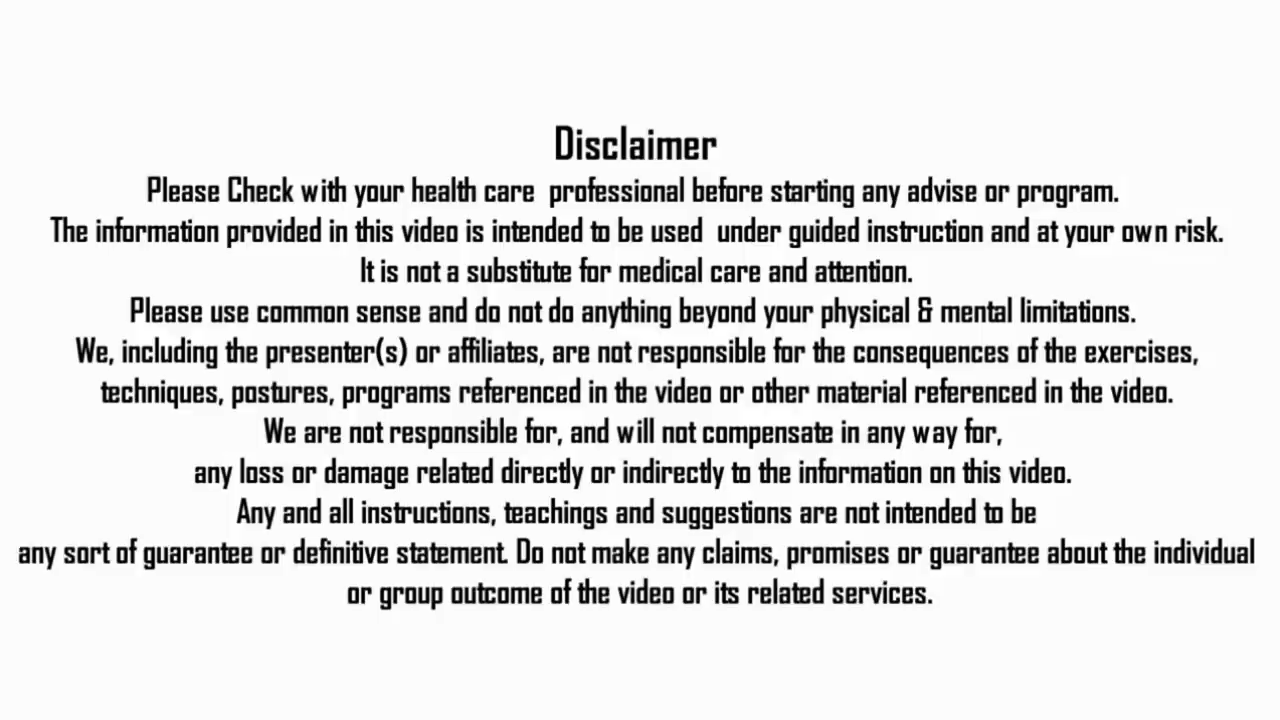 Disclaimer
Please Check with your health care professional before starting any advise or program.
The information provided in this video is intended to be used under guided instruction and at your own risk.
It is not a substitute for medical care and attention.
Please use common sense and do not do anything beyond your physical & mental limitations.
We, including the presenter(s) or affiliates, are not responsible for the consequences of the exercises,
techniques, postures, programs referenced in the video or other material referenced in the video.
We are not responsible for, and will not compensate in any way for,
any loss or damage related directly or indirectly to the information on this video.
Any and all instructions, teachings and suggestions are not intended to be
any sort of guarantee or definitive statement. Do not make any claims, promises or guarantee about the individual
or group outcome of the video or its related services.